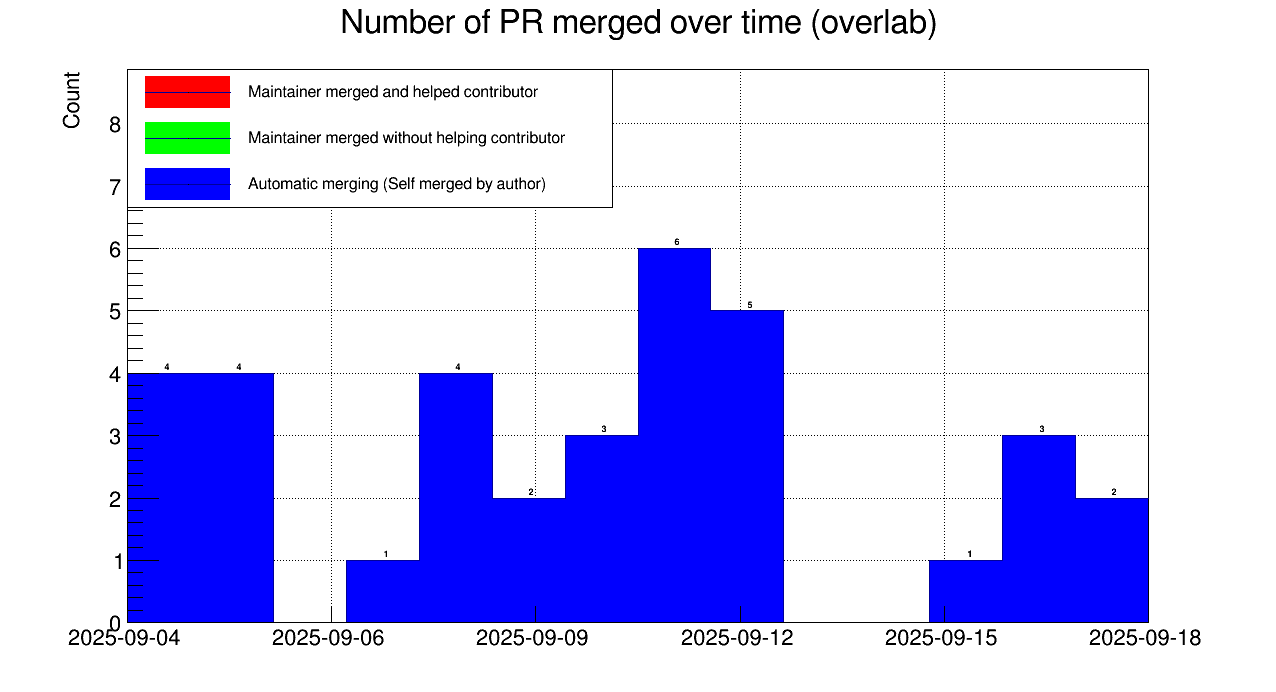 Number of PR merged over time (overlab)
Count
Maintainer merged and helped contributor
Maintainer merged without helping contributor
Automatic merging (Self merged by author)
8
7
6
5
4
3
2
1
0
4 4 1 4 2 3 6 5 1 3 2
2025-09-04 2025-09-06 2025-09-09 2025-09-12 2025-09-15 2025-09-18